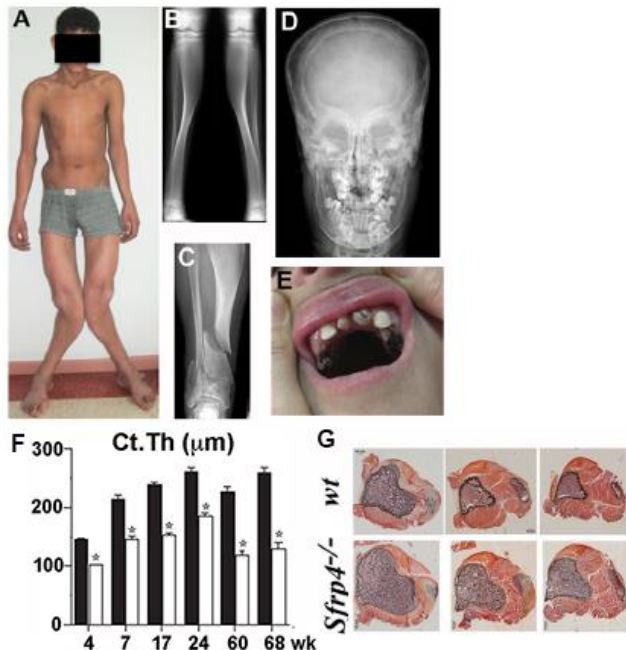 A
B
D
C
E
F
Ct.Th (μm)
300
200
100
0
* * * * * *
4 7 17 24 60 68 wk
G
wt
Sfrp4-/-